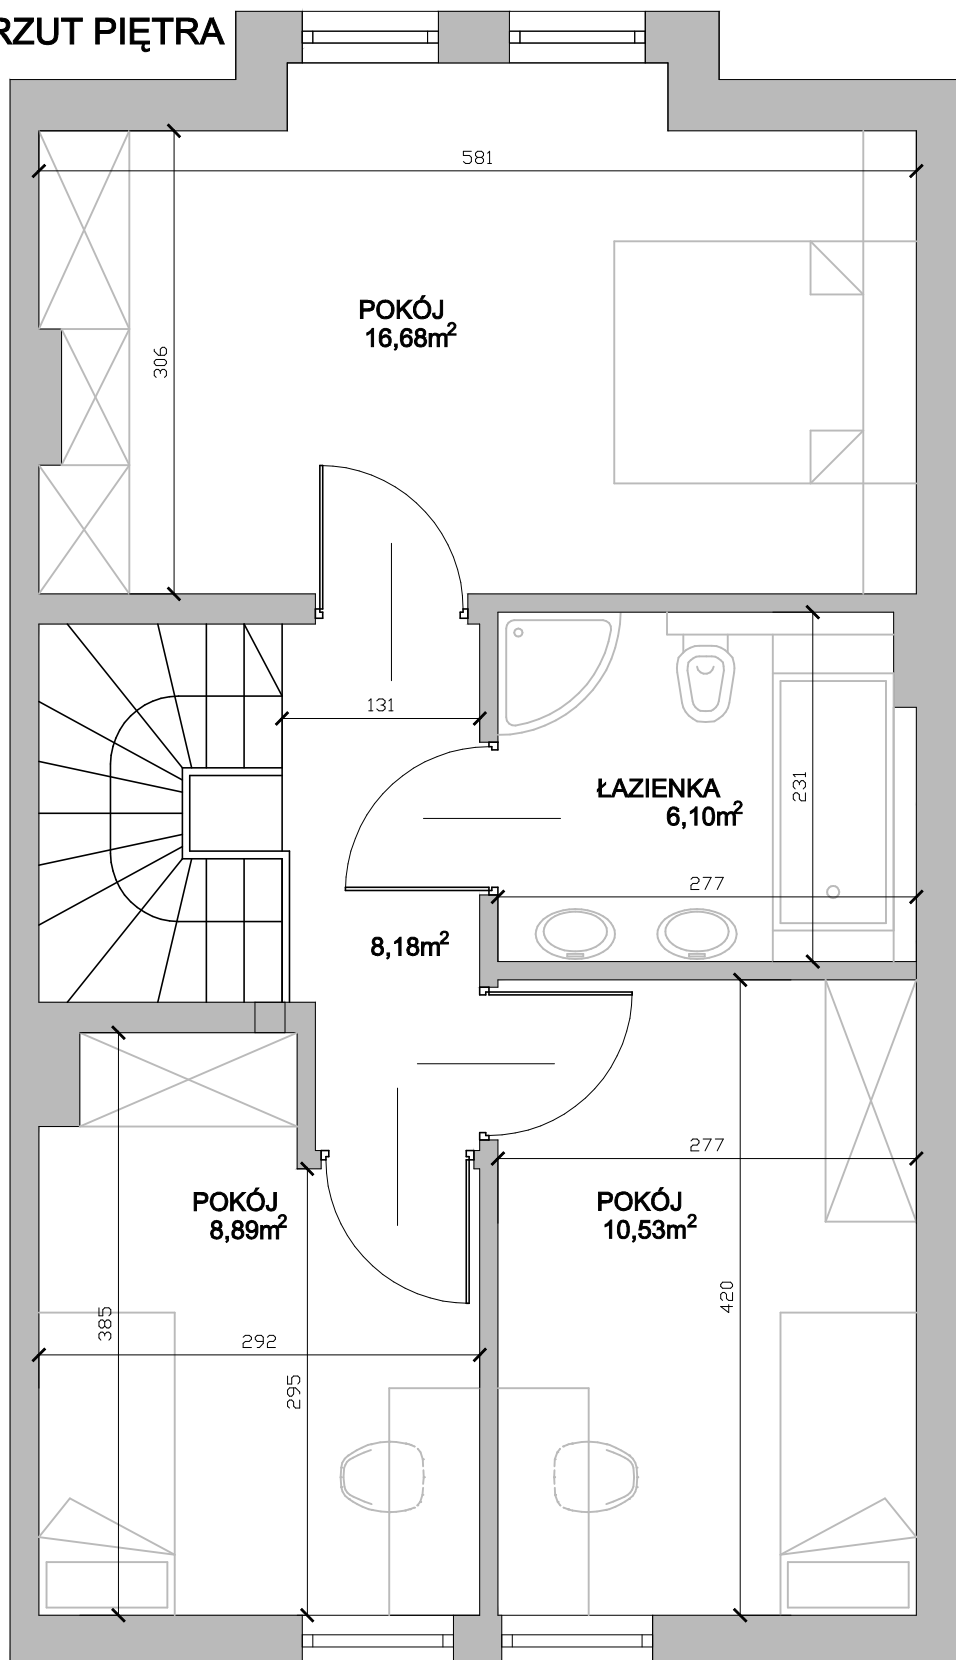 RZUT PIĘTRA
581
POKÓJ
16,68m²
306
131
ŁAZIENKA
6,10m²
231
277
8,18m²
277
POKÓJ
8,89m²
POKÓJ
10,53m²
385
420
292
295